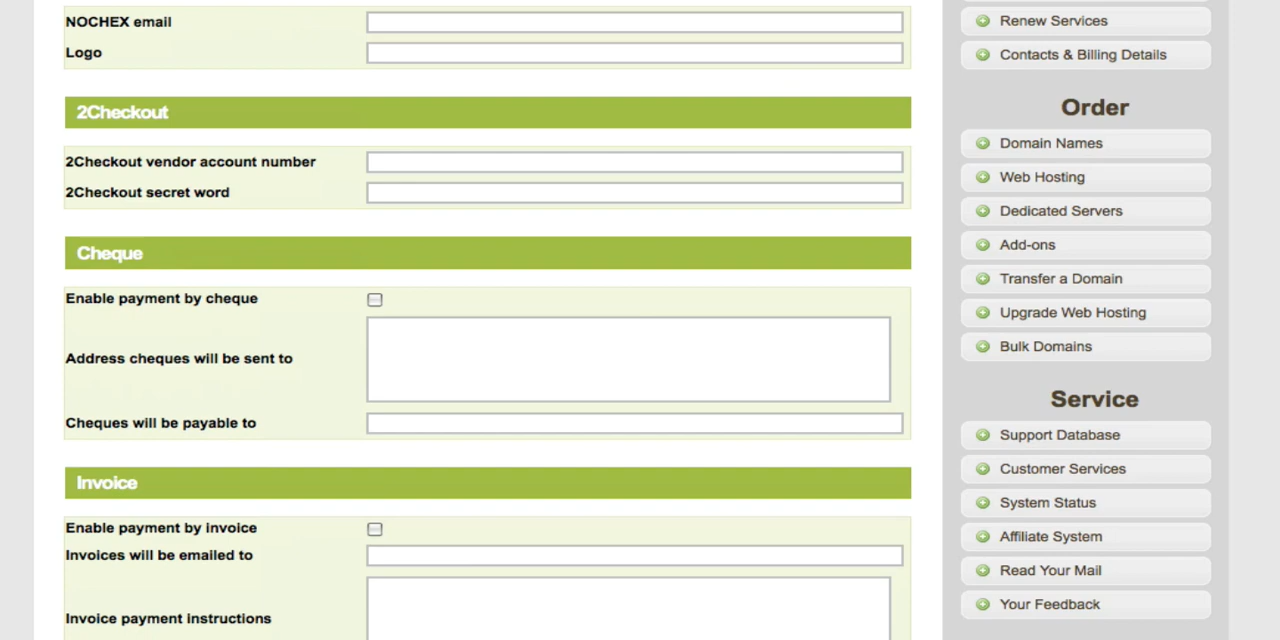 NOCHEX email
Logo
2Checkout
2Checkout vendor account number
2Checkout secret word
Cheque
Enable payment by cheque
Address cheques will be sent to
Cheques will be payable to
Invoice
Enable payment by invoice
Invoices will be emailed to
Invoice payment instructions
Renew Services
Contacts & Billing Details
Order
Domain Names
Web Hosting
Dedicated Servers
Add-ons
Transfer a Domain
Upgrade Web Hosting
Bulk Domains
Service
Support Database
Customer Services
System Status
Affiliate System
Read Your Mail
Your Feedback